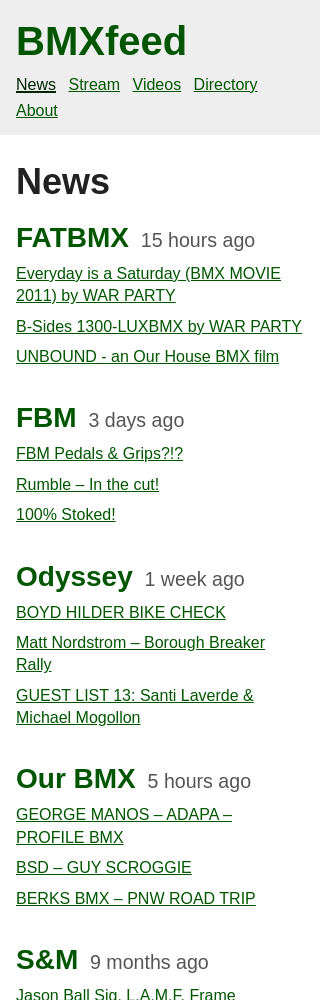 BMXfeed
News Stream Videos Directory
About
News
FATBMX 15 hours ago
Everyday is a Saturday (BMX MOVIE
2011) by WAR PARTY
B-Sides 1300-LUXBMX by WAR PARTY
UNBOUND - an Our House BMX film
FBM 3 days ago
FBM Pedals & Grips?!?
Rumble – In the cut!
100% Stoked!
Odyssey 1 week ago
BOYD HILDER BIKE CHECK
Matt Nordstrom – Borough Breaker
Rally
GUEST LIST 13: Santi Laverde &
Michael Mogollon
Our BMX 5 hours ago
GEORGE MANOS – ADAPA –
PROFILE BMX
BSD – GUY SCROGGIE
BERKS BMX – PNW ROAD TRIP
S&M 9 months ago
Jason Ball Sig. L.A.M.F. Frame